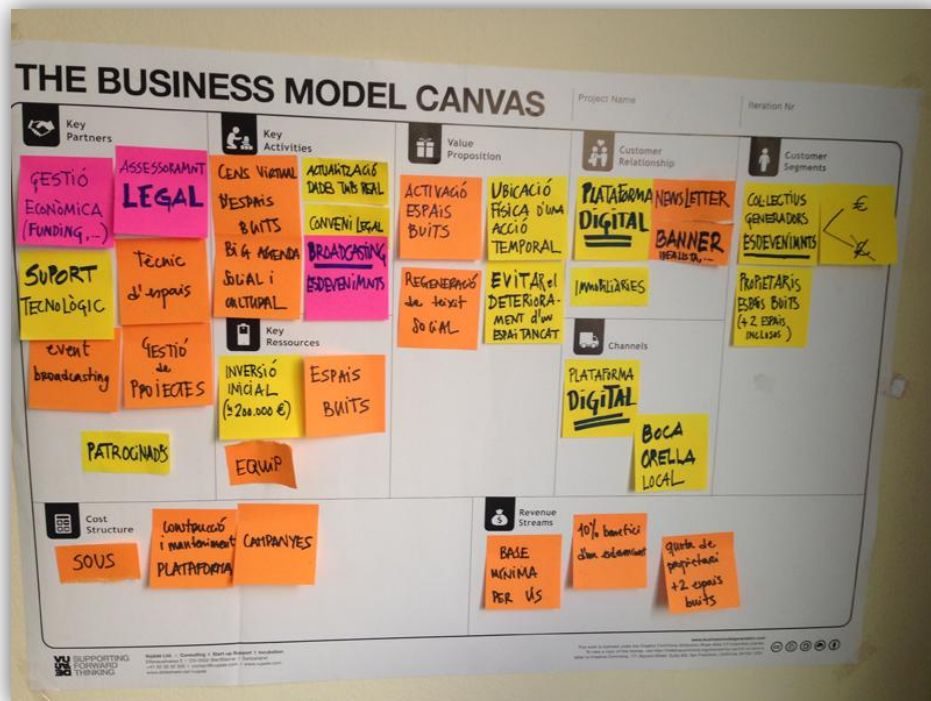 THE BUSINESS MODEL CANVAS
Project Name
Iteration Nr
Key
Partners
GESTIÓ
ECONÒMICA
(FUNDING,...)
ASSESSORAMNT
LEGAL
SUPORT
TECNOLÒGIC
Tècnic
d'espais
event
broadcasting
GESTIÓ
de
PROJECTES
PATROCINADS
Key
Activities
CENS VIRTUAL
D'ESPAIS
BUITS
BIG AGENDA
SOCIAL i
CULTURAL
ACTUALITZACIÓ
DADES TMPS REAL
CONVENI LEGAL
BROADCASTING
ESDEVENIMNTS
Key
Ressources
INVERSIÓ
INICIAL
200.000 €)
ESPAIS
BUITS
EQUIP
Value
Proposition
ACTIVACIÓ
ESPAIS
BUITS
UBICACIÓ
FÍSICA D'UNA
ACCIÓ
TEMPORAL
REGENERACIÓ
de teixit
SOCIAL
EVITAR el
DETERIORA-
MENT d'un
ESPAI TANCAT
Customer
Relationship
PLATAFORMA
DIGITAL
NEWSLETTER
BANNER
IDEALISTA,...
IMMOBILIÀRIES
Channels
PLATAFORMA
DIGITAL
BOCA
ORELLA
LOCAL
Customer
Segments
COL·LECTIUS
GENERADORS
ESDEVENIMNTS
€
€
PROPIETARIS
ESPAIS BUITS
(+2 ESPAIS
INCLOSOS)
Cost
Structure
SOUS
CONSTRUCCIÓ
i manteniment
PLATAFORMA
CAMPANYES
Revenue
Streams
BASE
MÍNIMA
PER ÚS
10% benefici
d'un esdeveniment
quota de
propietari
+2 espais
buits
SUPPORTING
FORWARD
THINKING
www.businessmodelgeneration.com